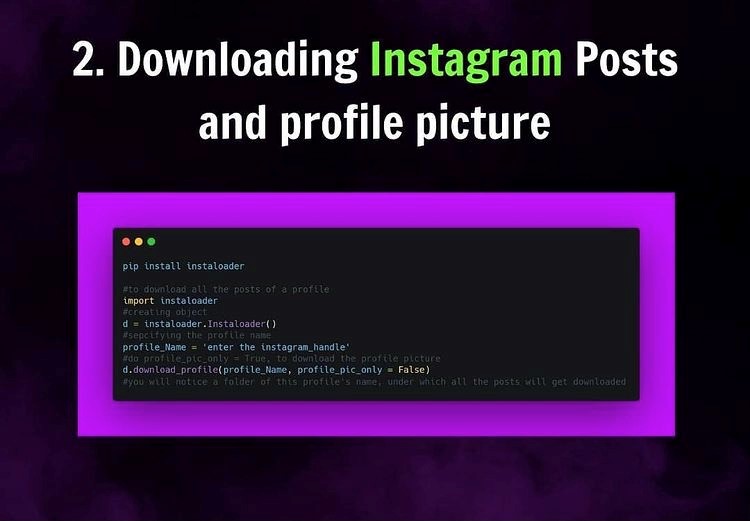 2. Downloading Instagram Posts
and profile picture
pip install instaloader
#to download all the posts of a profile
import instaloader
#creating object
d = instaloader.Instaloader()
#sepcifying the profile name
profile_Name = 'enter the instagram_handle'
#do profile_pic_only = True, to download the profile picture
d.download_profile(profile_Name, profile_pic_only = False)
#you will notice a folder of this profile's name, under which all the posts will get downloaded